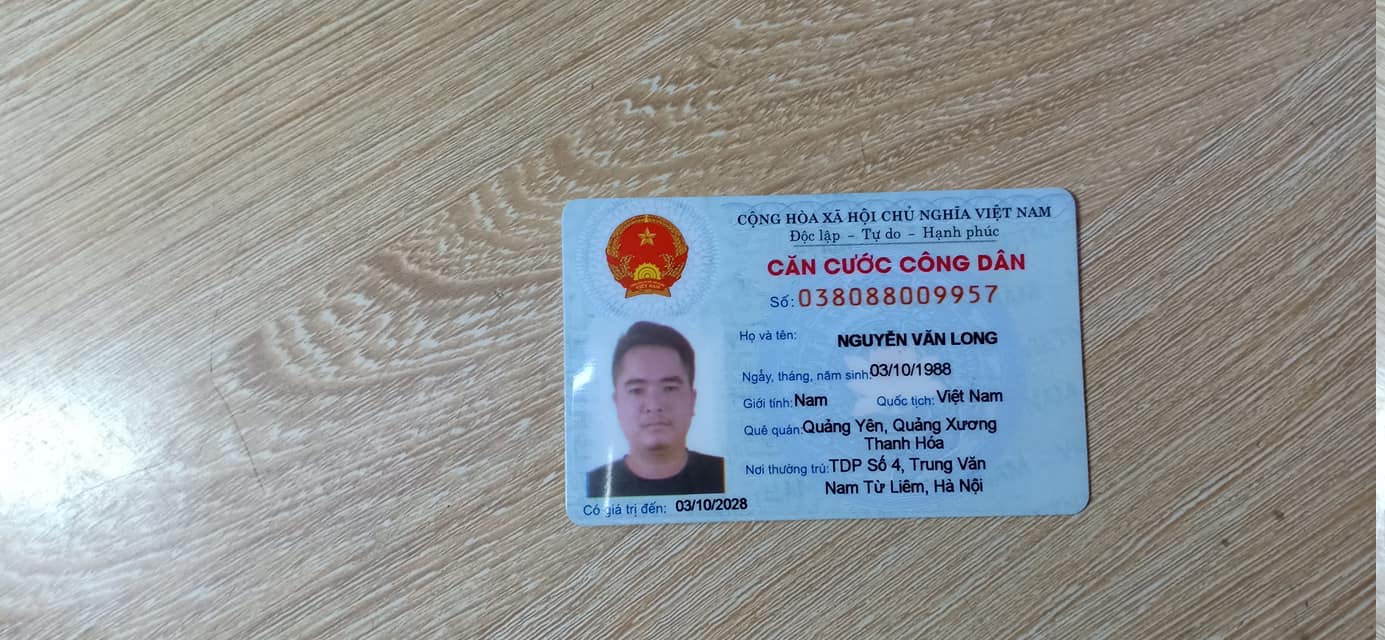 CỘNG HÒA XÃ HỘI CHỦ NGHĨA VIỆT NAM
Độc lập – Tự do – Hạnh phúc
CĂN CƯỚC CÔNG DÂN
Số: 038088009957
Họ và tên: NGUYỄN VĂN LONG
Ngày, tháng, năm sinh: 03/10/1988
Giới tính: Nam Quốc tịch: Việt Nam
Quê quán: Quảng Yên, Quảng Xương
Thanh Hóa
Nơi thường trú: TDP Số 4, Trung Văn
Nam Từ Liêm, Hà Nội
Có giá trị đến: 03/10/2028
VIỆT NAM